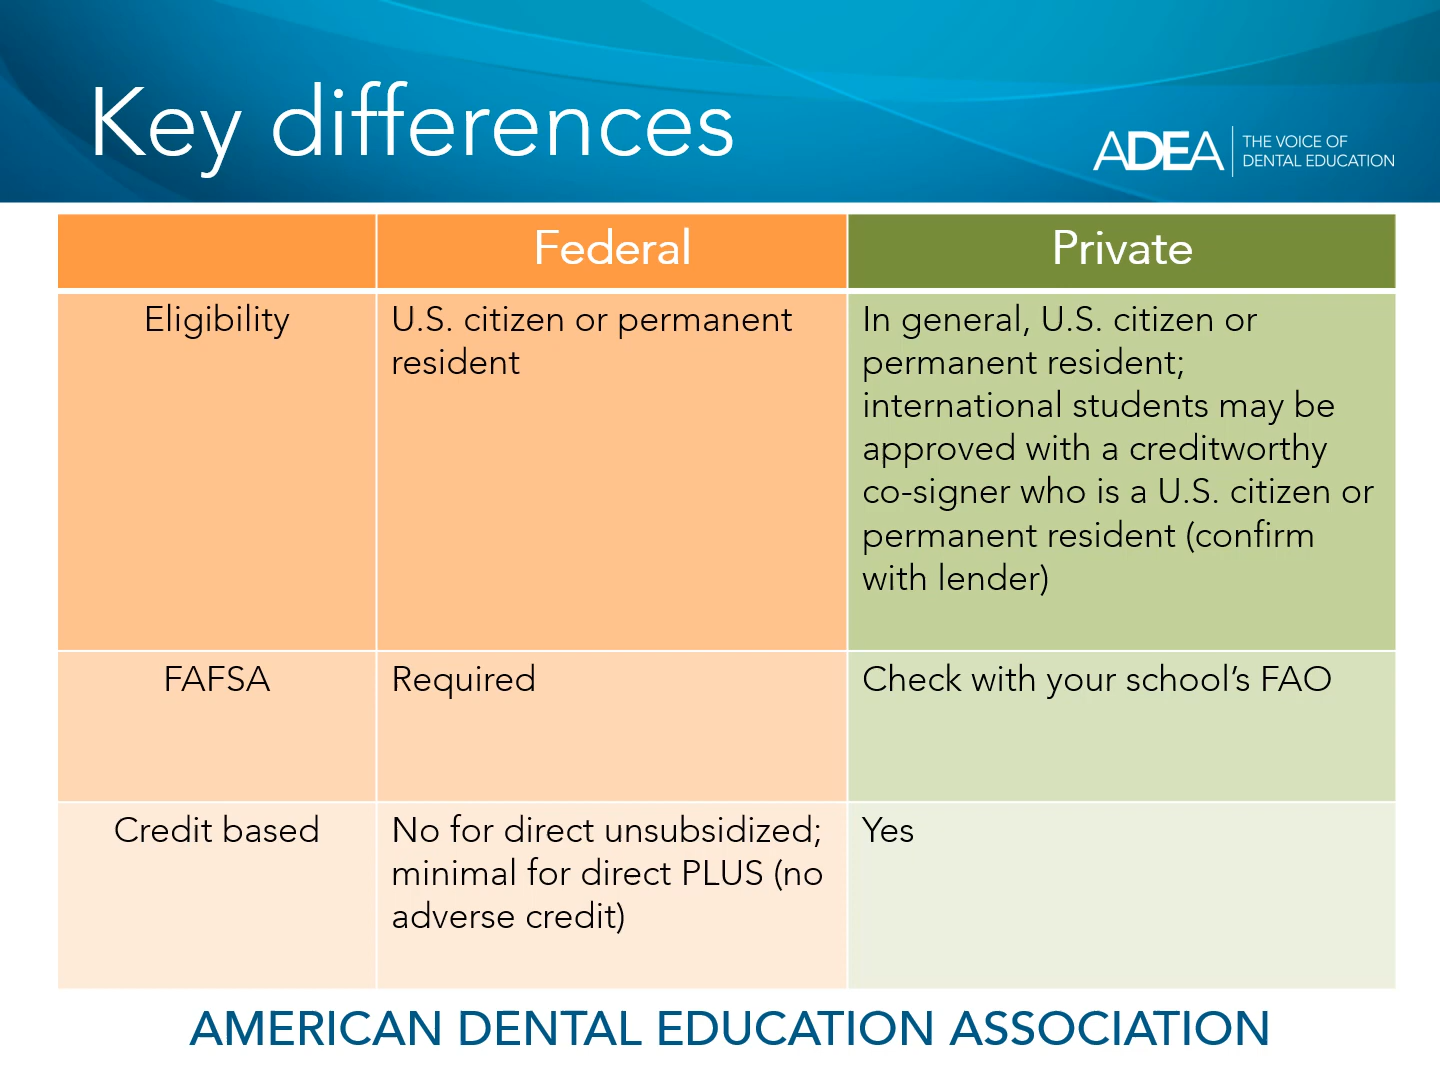 Key differences
ADEA
THE VOICE OF
DENTAL EDUCATION
Federal
Private
Eligibility
U.S. citizen or permanent
resident
In general, U.S. citizen or
permanent resident;
international students may be
approved with a creditworthy
co-signer who is a U.S. citizen or
permanent resident (confirm
with lender)
FAFSA
Required
Check with your school’s FAO
Credit based
No for direct unsubsidized;
minimal for direct PLUS (no
adverse credit)
Yes
AMERICAN DENTAL EDUCATION ASSOCIATION